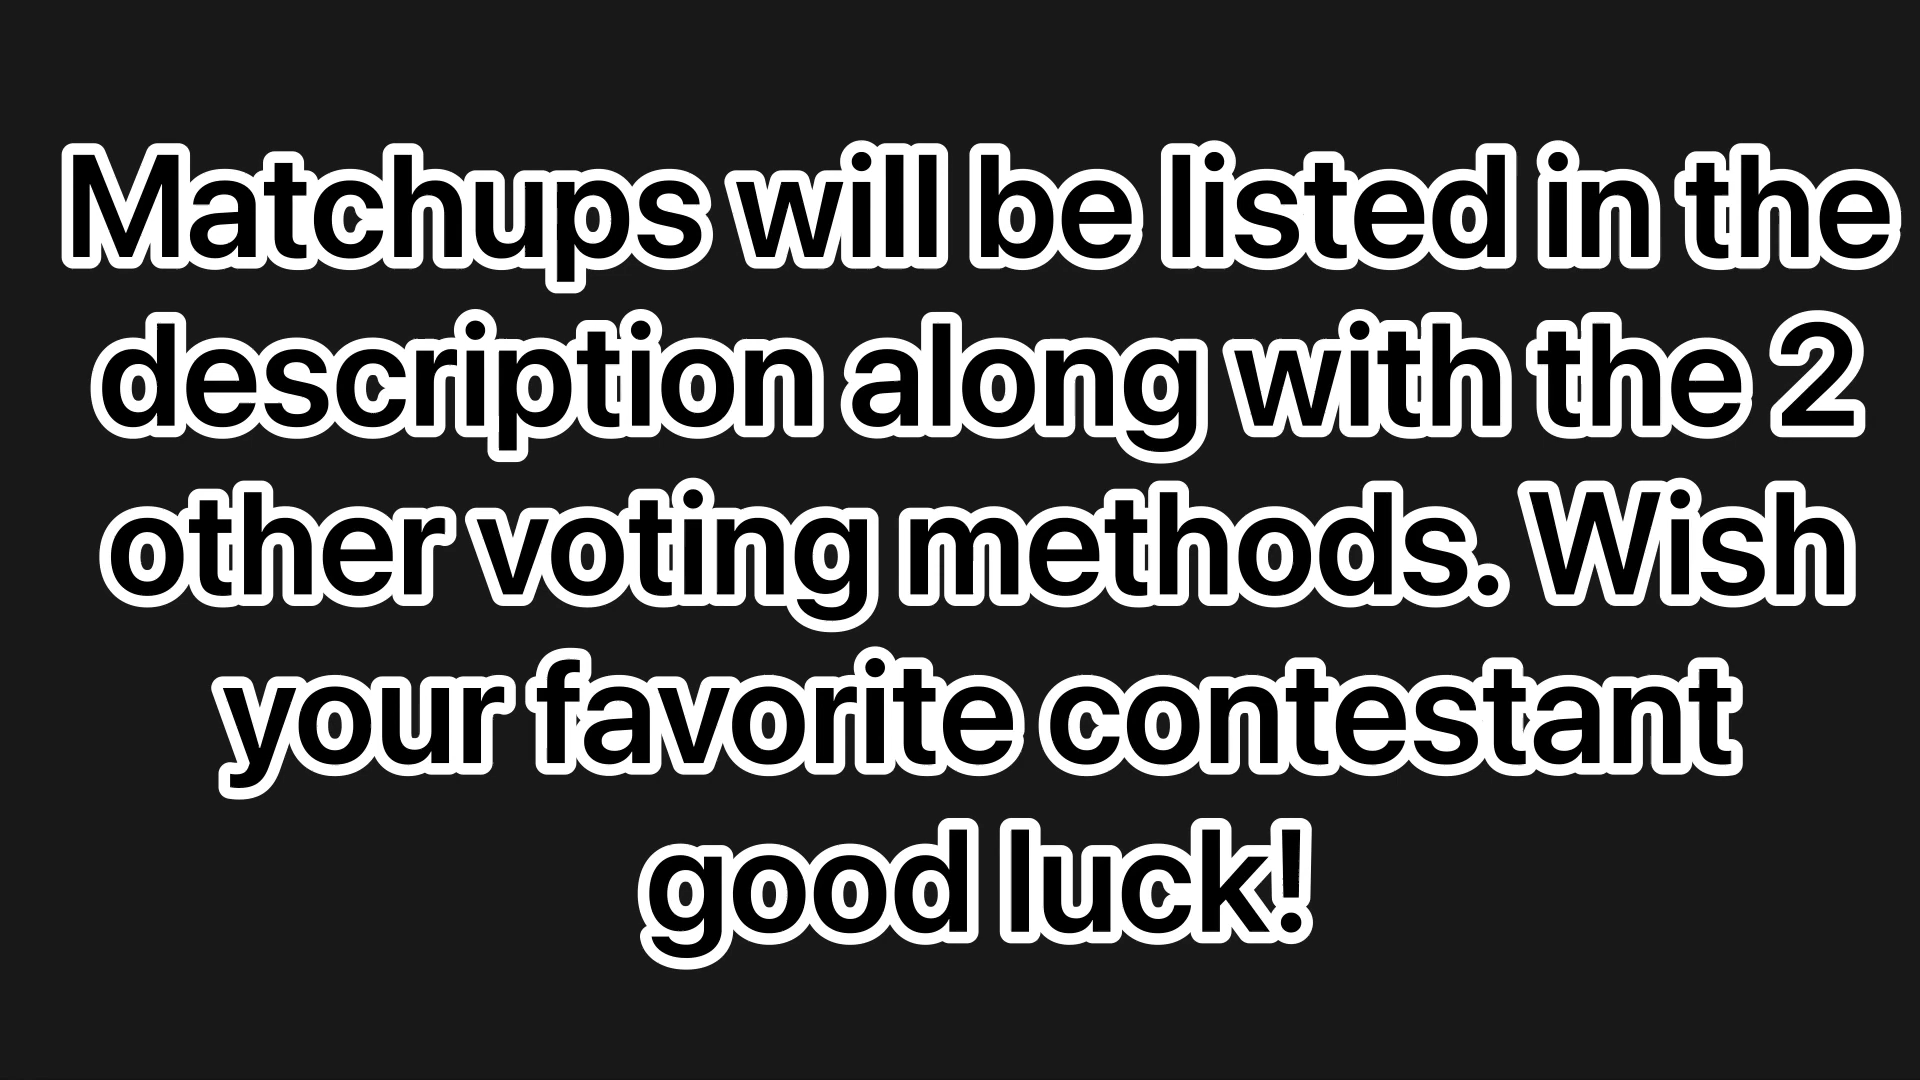 Matchups will be listed in the
description along with the 2
other voting methods. Wish
your favorite contestant
good luck!